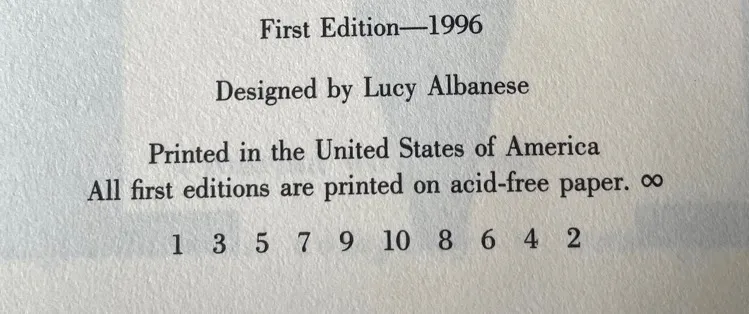 First Edition—1996
Designed by Lucy Albanese
Printed in the United States of America
All first editions are printed on acid-free paper. ∞
1 3 5 7 9 10 8 6 4 2